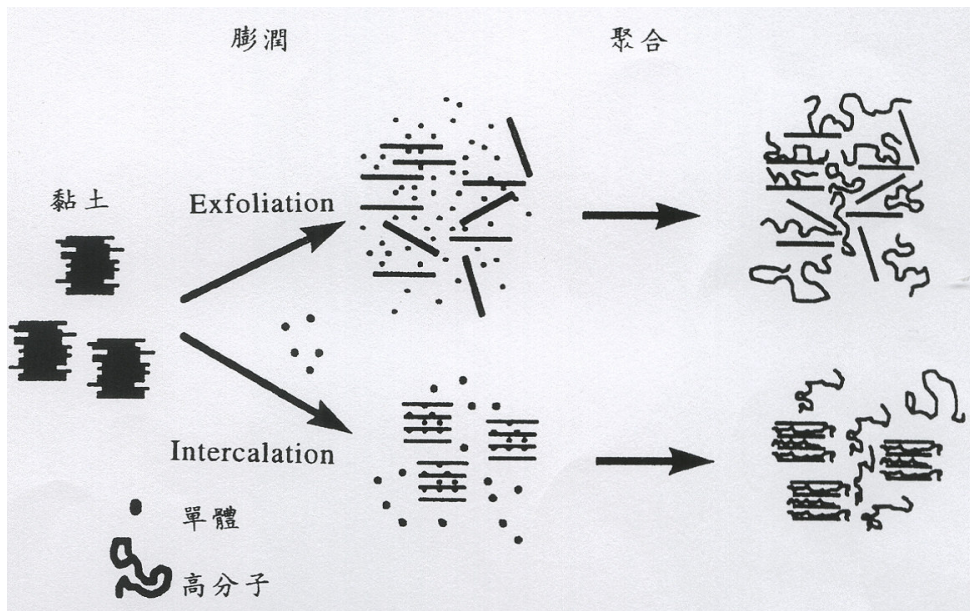 膨潤
聚合
黏土
Exfoliation
Intercalation
單體
高分子